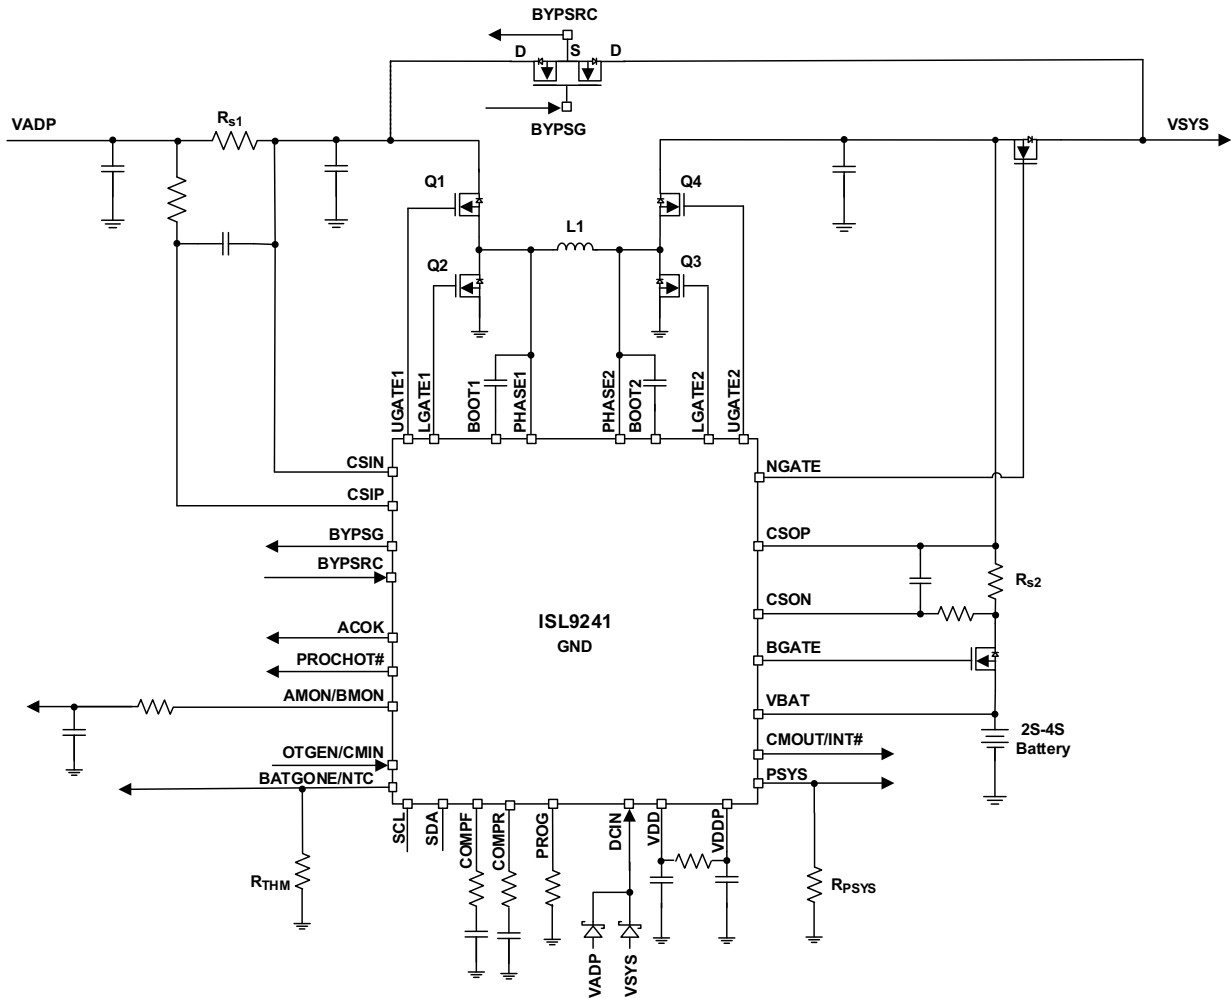 BYPSRC
D
S
D
BYPSG
VADP
Rs1
VSYS
Q1
Q4
L1
Q2
Q3
UGATE1
LGATE1
BOOT1
PHASE1
PHASE2
BOOT2
LGATE2
UGATE2
CSIN
CSIP
BYPSG
BYPSRC
ACOK
PROCHOT#
AMON/BMON
OTGEN/CMIN
BATGONE/NTC
ISL9241
GND
NGATE
CSOP
CSON
BGATE
VBAT
CMOUT/INT#
PSYS
Rs2
2S-4S
Battery
SCL
SDA
COMPF
COMPR
PROG
DCIN
VDD
VDDP
RTHM
RPSYS
VADP
VSYS